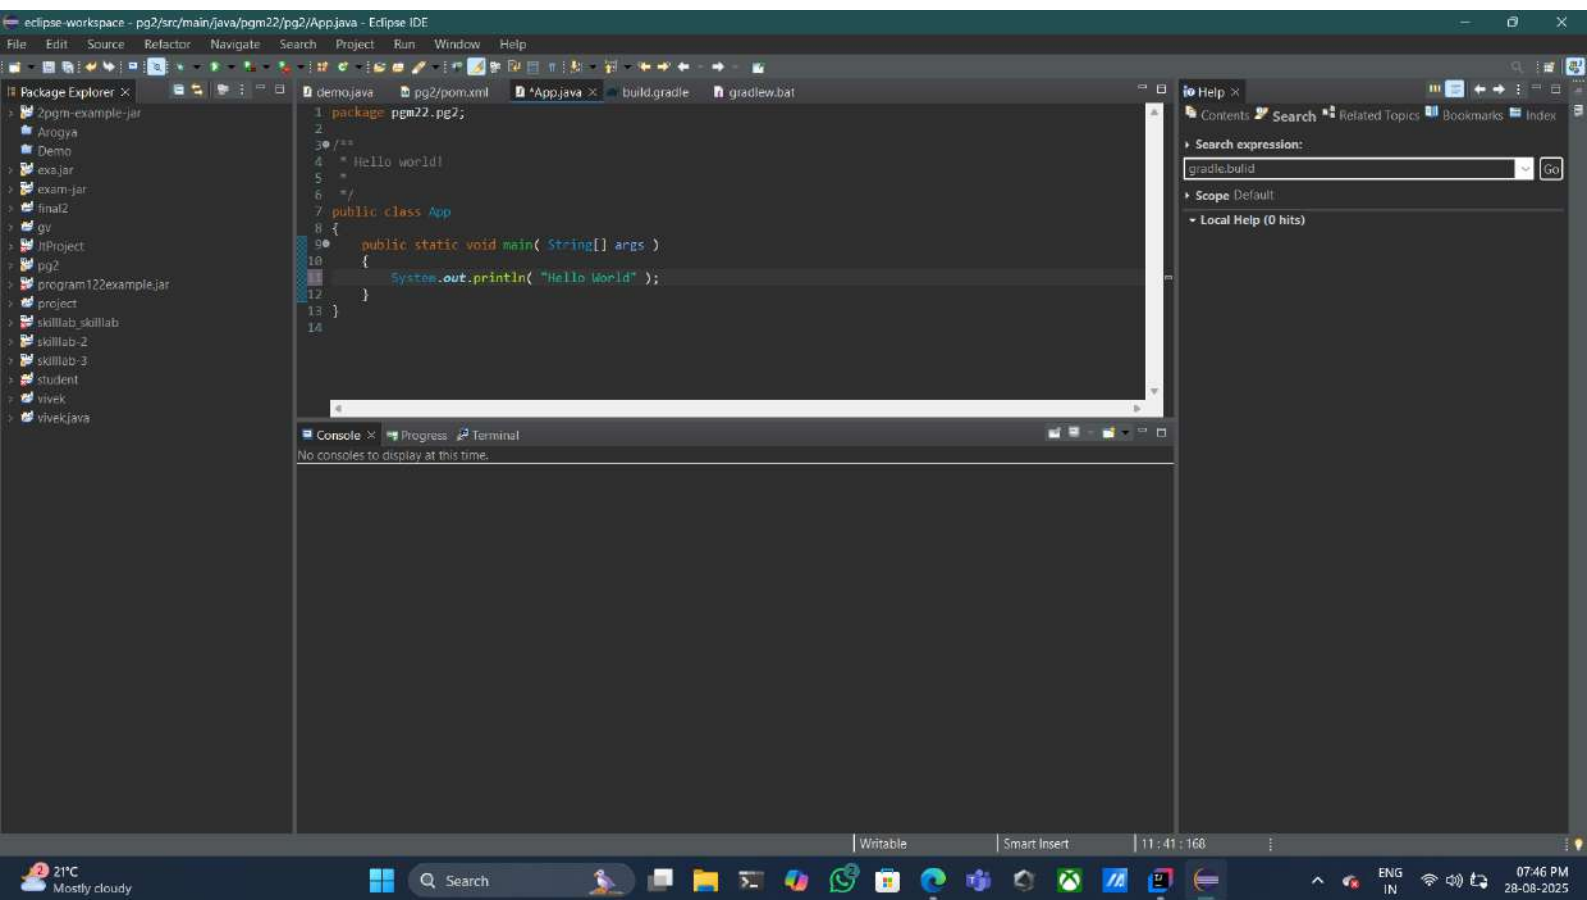 eclipse-workspace - pg2/src/main/java/pgm22/pg2/App.java - Eclipse IDE
File Edit Source Refactor Navigate Search Project Run Window Help
Package Explorer
2pgm-example-jar
Arogya
Demo
exa.jar
exam-jar
final2
gv
JtProject
pg2
program122example.jar
project
skilllab_skilllab
skilllab-2
skilllab-3
student
vivek
vivek.java
demo.java pg2/pom.xml *App.java build.gradle gradlew.bat
1 package pgm22.pg2;
2
3 /**
4 * Hello world!
5 *
6 */
7 public class App
8 {
9 public static void main( String[] args )
10 {
11 System.out.println( "Hello World" );
12 }
13 }
14
Console Progress Terminal
No consoles to display at this time.
Help
Contents Search Related Topics Bookmarks Index
Search expression:
gradle.bulid
Go
Scope Default
Local Help (0 hits)
Writable Smart Insert 11 : 41 : 168
2
21°C
Mostly cloudy
Search
ENG
IN
07:46 PM
28-08-2025